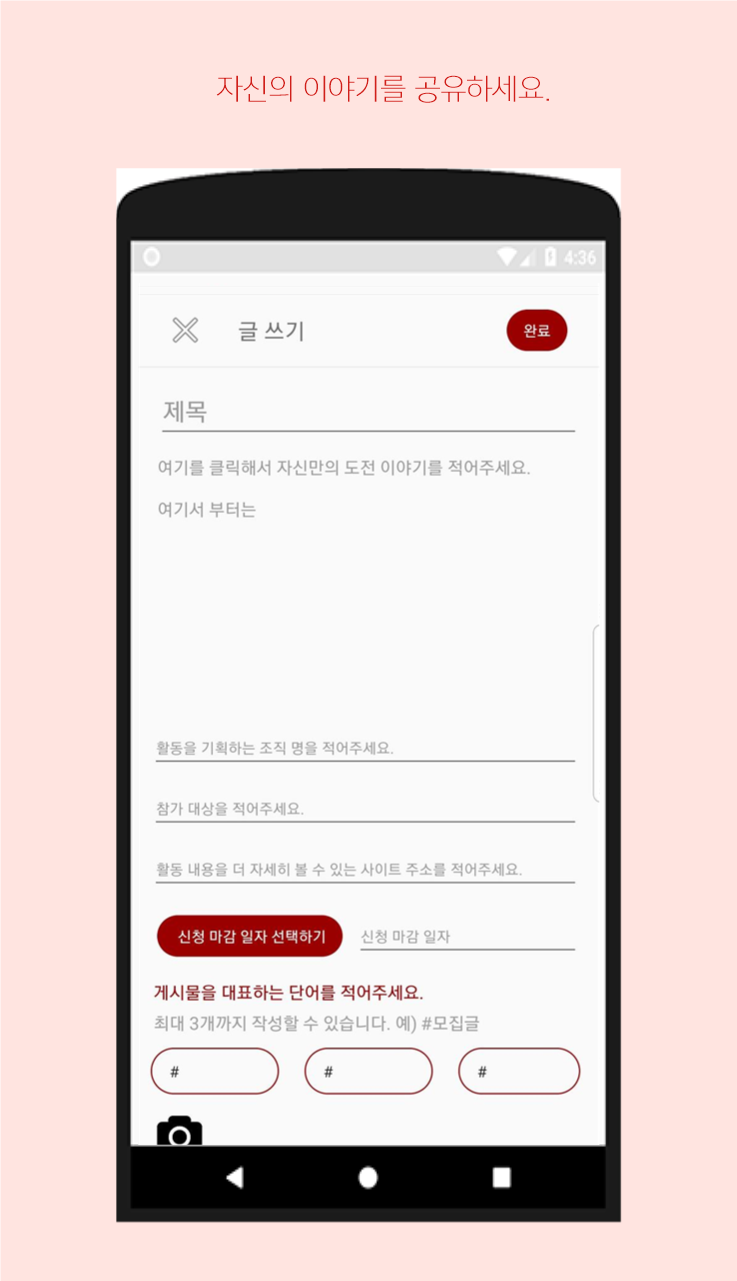 자신의 이야기를 공유하세요.
4:36
글 쓰기
완료
제목
여기를 클릭해서 자신만의 도전 이야기를 적어주세요.
여기서 부터는
활동을 기획하는 조직 명을 적어주세요.
참가 대상을 적어주세요.
활동 내용을 더 자세히 볼 수 있는 사이트 주소를 적어주세요.
신청 마감 일자 선택하기
신청 마감 일자
게시물을 대표하는 단어를 적어주세요.
최대 3개까지 작성할 수 있습니다. 예) #모집글
# # #